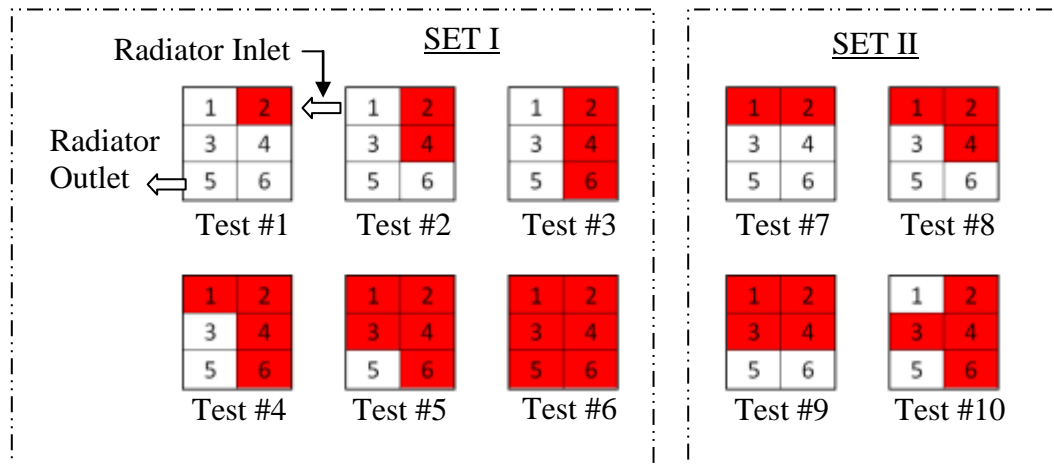 SET I
SET II
Radiator Inlet
Radiator
Outlet
1 2
3 4
5 6
Test #1
1 2
3 4
5 6
Test #2
1 2
3 4
5 6
Test #3
1 2
3 4
5 6
Test #7
1 2
3 4
5 6
Test #8
1 2
3 4
5 6
Test #4
1 2
3 4
5 6
Test #5
1 2
3 4
5 6
Test #6
1 2
3 4
5 6
Test #9
1 2
3 4
5 6
Test #10